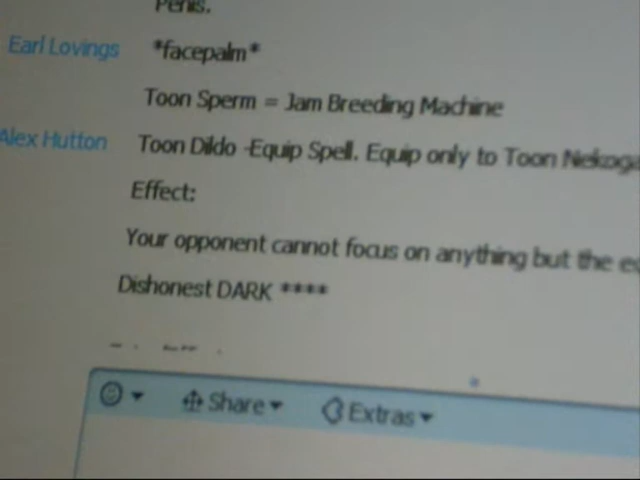 Penis.
Earl Lovings *facepalm*
Toon Sperm = Jam Breeding Machine
Alex Hutton Toon Dildo -Equip Spell. Equip only to Toon
Effect:
Your opponent cannot focus on anything but the
Dishonest DARK ****
Share
Extras